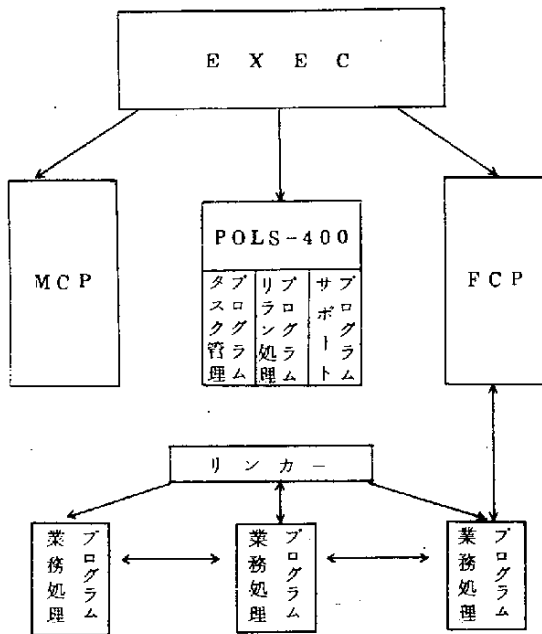 EXEC
MCP
POLS-400
タスク管理
プログラム
リラン処理
プログラム
サポート
プログラム
FCP
リンカー
業務処理
プログラム
業務処理
プログラム
業務処理
プログラム